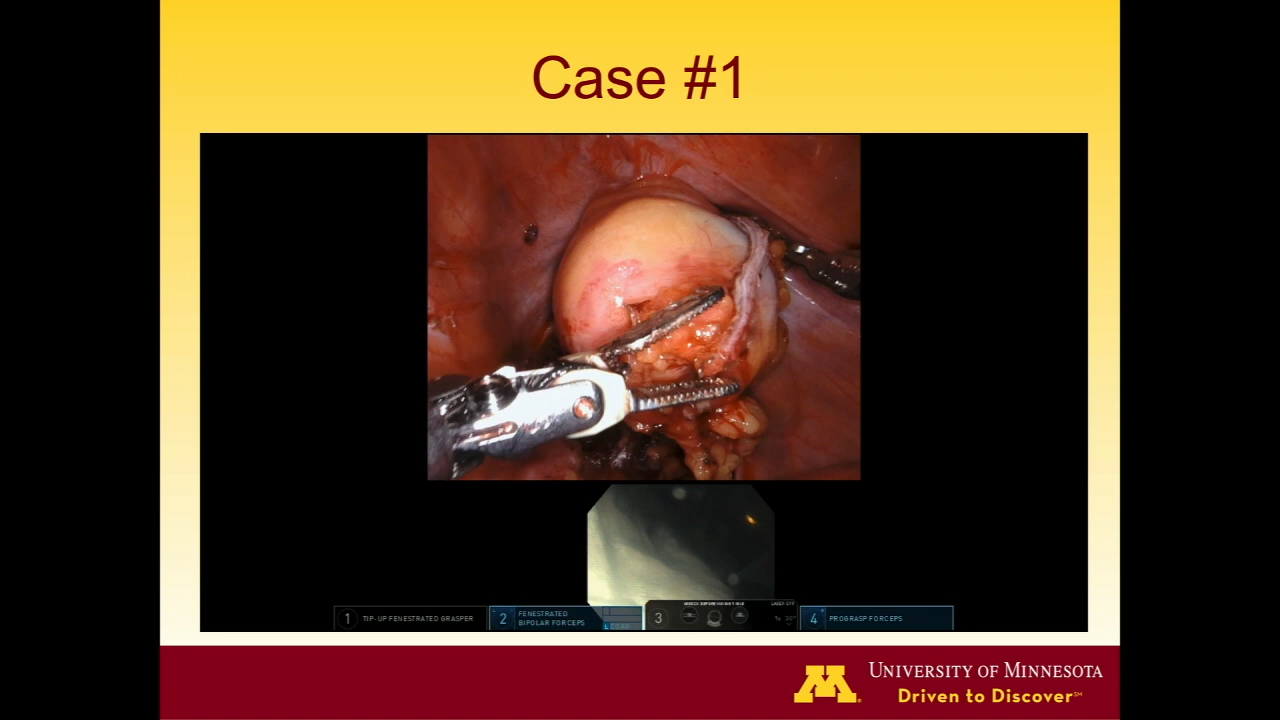 Case #1
1 TIP-UP FENESTRATED GRASPER
2 FENESTRATED
BIPOLAR FORCEPS
3
4 PROGRASP FORCEPS
M
UNIVERSITY OF MINNESOTA
Driven to Discover℠